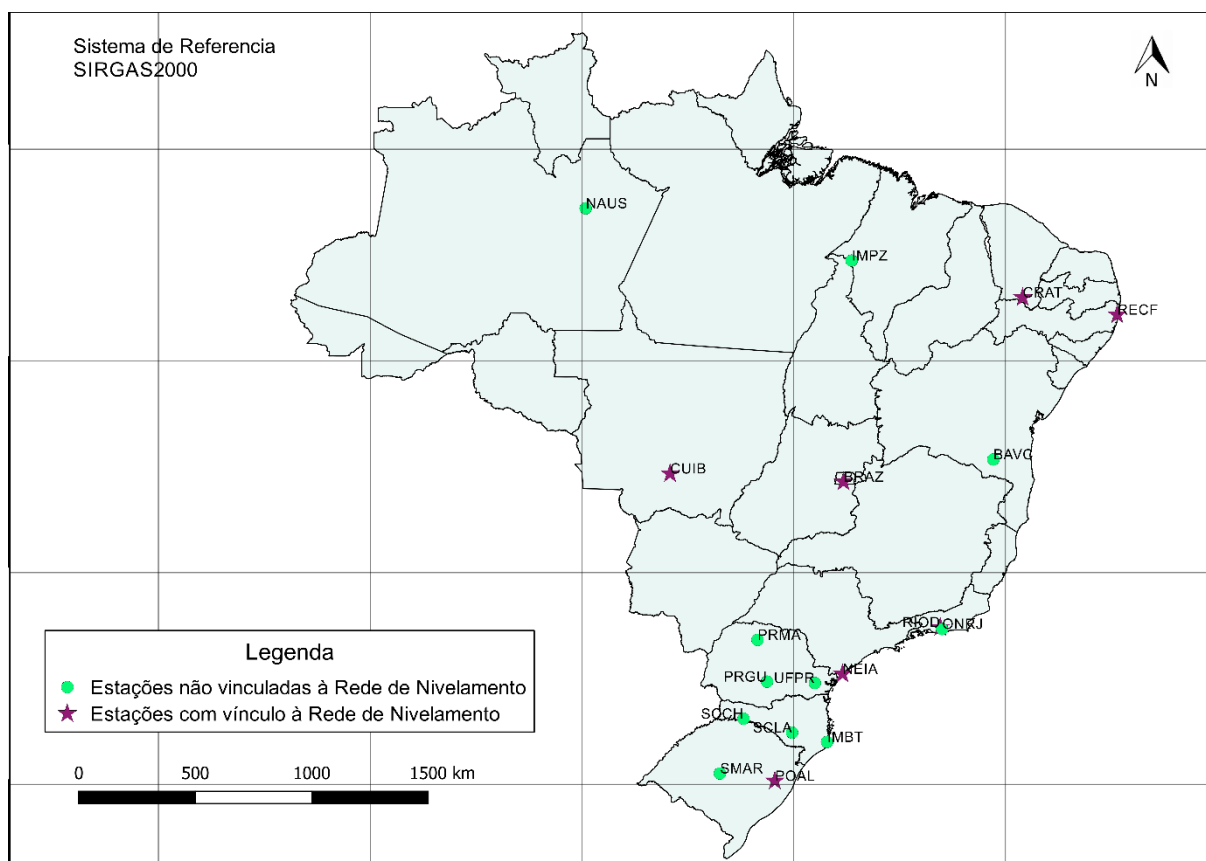 Sistema de Referencia
SIRGAS2000
N
NAUS
IMPZ
CRAT
RECF
BAVC
CUIB
BRAZ
RIOD
ONRJ
PRMA
NEIA
PRGU
UFPR
SCCH
SCLA
IMBT
SMAR
POAL
Legenda
Estações não vinculadas à Rede de Nivelamento
Estações com vínculo à Rede de Nivelamento
0 500 1000 1500 km